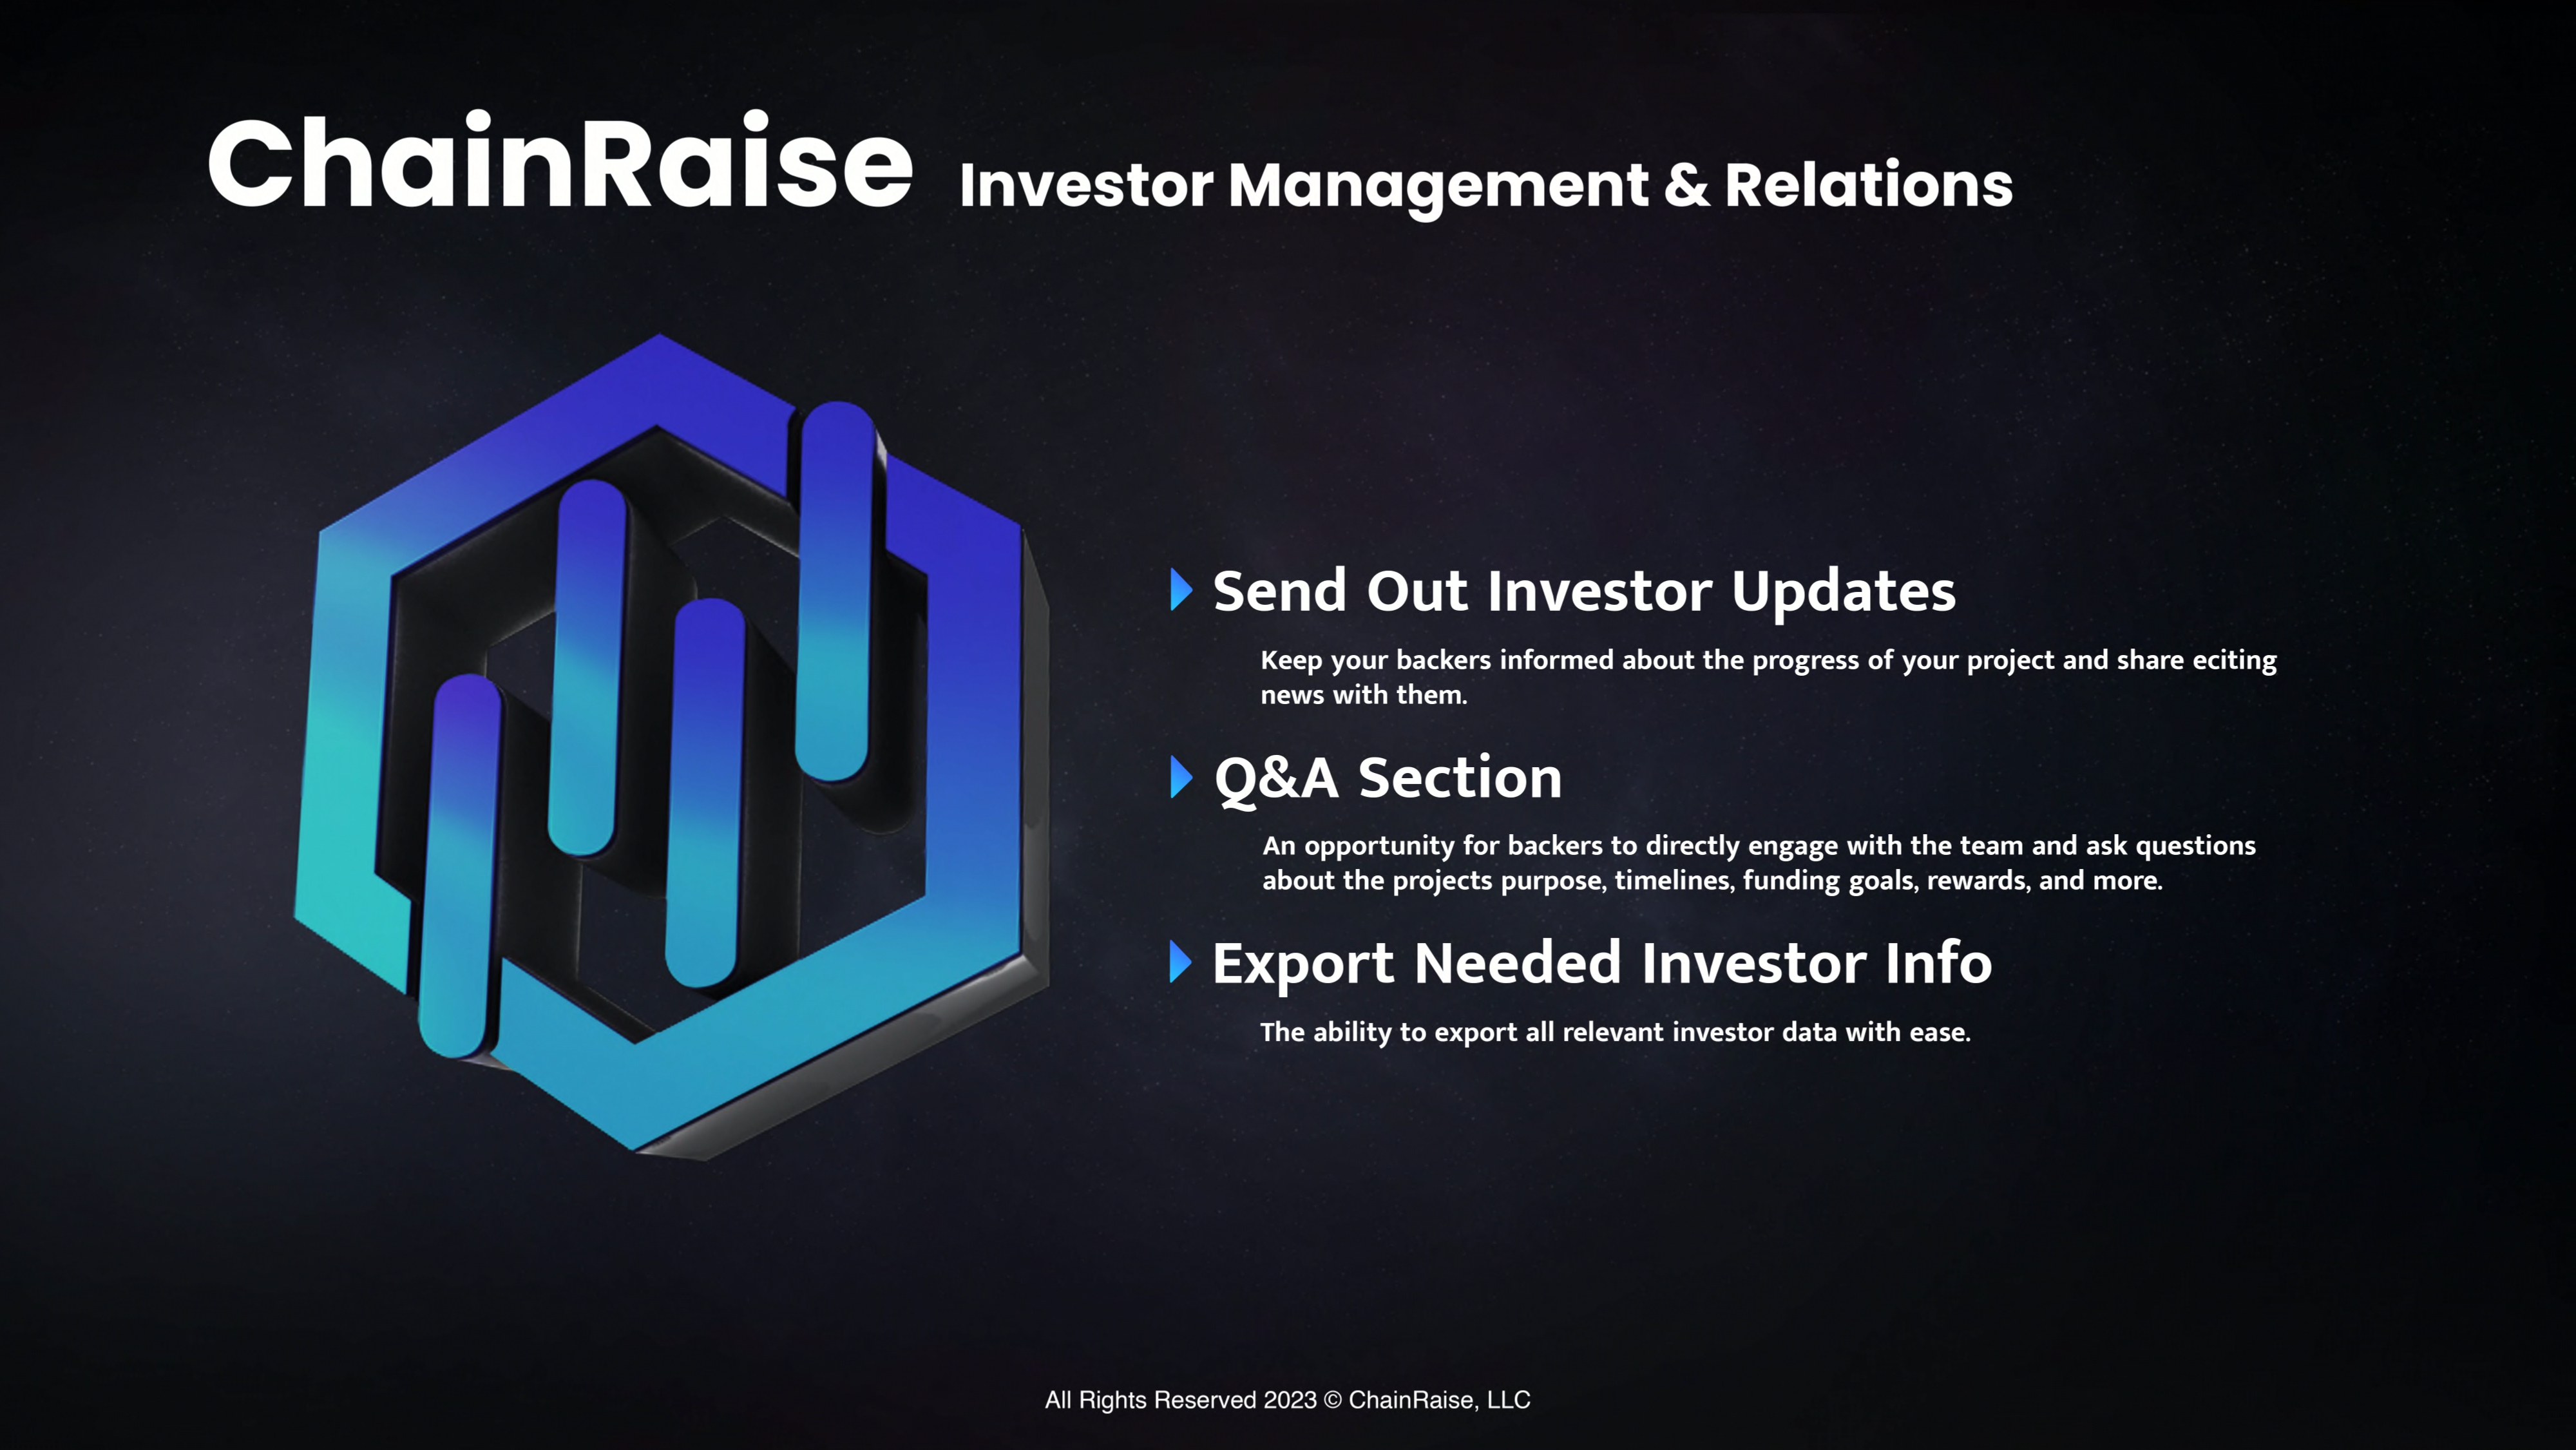 ChainRaise Investor Management & Relations
Send Out Investor Updates
Keep your backers informed about the progress of your project and share eciting
news with them.
Q&A Section
An opportunity for backers to directly engage with the team and ask questions
about the projects purpose, timelines, funding goals, rewards, and more.
Export Needed Investor Info
The ability to export all relevant investor data with ease.
All Rights Reserved 2023 © ChainRaise, LLC